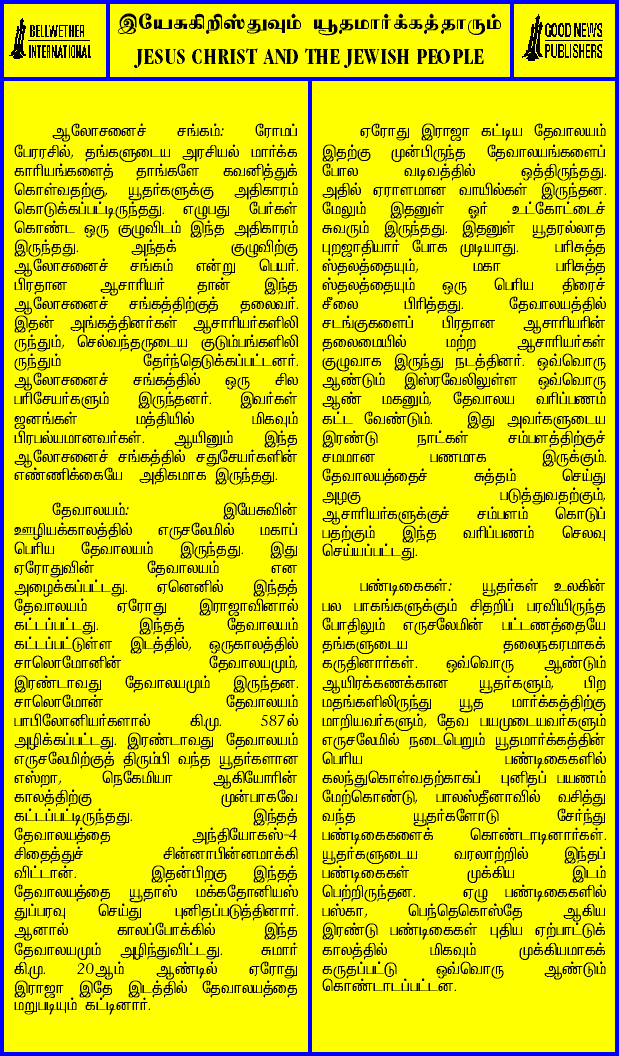 BELLWETHER
INTERNATIONAL
இயேசுகிறிஸ்துவும் யூதமார்க்கத்தாரும்
JESUS CHRIST AND THE JEWISH PEOPLE
GOOD NEWS
PUBLISHERS
ஆலோசனைச் சங்கம்: ரோமப்
பேரரசில், தங்களுடைய அரசியல் மார்க்க
காரியங்களைத் தாங்களே கவனித்துக்
கொள்வதற்கு, யூதர்களுக்கு அதிகாரம்
கொடுக்கப்பட்டிருந்தது. எழுபது பேர்கள்
கொண்ட ஒரு குழுவிடம் இந்த அதிகாரம்
இருந்தது. அந்தக் குழுவிற்கு
ஆலோசனைச் சங்கம் என்று பெயர்.
பிரதான ஆசாரியர் தான் இந்த
ஆலோசனைச் சங்கத்திற்குத் தலைவர்.
இதன் அங்கத்தினர்கள் ஆசாரியர்களிலி
ருந்தும், செல்வந்தருடைய குடும்பங்களிலி
ருந்தும் தேர்ந்தெடுக்கப்பட்டனர்.
ஆலோசனைச் சங்கத்தில் ஒரு சில
பரிசேயர்களும் இருந்தனர். இவர்கள்
ஜனங்கள் மத்தியில் மிகவும்
பிரபல்யமானவர்கள். ஆயினும் இந்த
ஆலோசனைச் சங்கத்தில் சதுசேயர்களின்
எண்ணிக்கையே அதிகமாக இருந்தது.
தேவாலயம்: இயேசுவின்
ஊழியக்காலத்தில் எருசலேமில் மகாப்
பெரிய தேவாலயம் இருந்தது. இது
ஏரோதுவின் தேவாலயம் என
அழைக்கப்பட்டது. ஏனெனில் இந்தத்
தேவாலயம் ஏரோது இராஜாவினால்
கட்டப்பட்டது. இந்தத் தேவாலயம்
கட்டப்பட்டுள்ள இடத்தில், ஒருகாலத்தில்
சாலொமோனின் தேவாலயமும்,
இரண்டாவது தேவாலயமும் இருந்தன.
சாலொமோன் தேவாலயம்
பாபிலோனியர்களால் கி.மு. 587ல்
அழிக்கப்பட்டது. இரண்டாவது தேவாலயம்
எருசலேமிற்குத் திரும்பி வந்த யூதர்களான
எஸ்றா, நெகேமியா ஆகியோரின்
காலத்திற்கு முன்பாகவே
கட்டப்பட்டிருந்தது. இந்தத்
தேவாலயத்தை அந்தியோகஸ்-4
சிதைத்துச் சின்னாபின்னமாக்கி
விட்டான். இதன்பிறகு இந்தத்
தேவாலயத்தை யூதாஸ் மக்கதோனியஸ்
துப்பரவு செய்து புனிதப்படுத்தினார்.
ஆனால் காலப்போக்கில் இந்த
தேவாலயமும் அழிந்துவிட்டது. சுமார்
கி.மு. 20ஆம் ஆண்டில் ஏரோது
இராஜா இதே இடத்தில் தேவாலயத்தை
மறுபடியும் கட்டினார்.
ஏரோது இராஜா கட்டிய தேவாலயம்
இதற்கு முன்பிருந்த தேவாலயங்களைப்
போல வடிவத்தில் ஒத்திருந்தது.
அதில் ஏராளமான வாயில்கள் இருந்தன.
மேலும் இதனுள் ஓர் உட்கோட்டைச்
சுவரும் இருந்தது. இதனுள் யூதரல்லாத
புறஜாதியார் போக முடியாது. பரிசுத்த
ஸ்தலத்தையும், மகா பரிசுத்த
ஸ்தலத்தையும் ஒரு பெரிய திரைச்
சீலை பிரித்தது. தேவாலயத்தில்
சடங்குகளைப் பிரதான ஆசாரியரின்
தலைமையில் மற்ற ஆசாரியர்கள்
குழுவாக இருந்து நடத்தினர். ஒவ்வொரு
ஆண்டும் இஸ்ரவேலிலுள்ள ஒவ்வொரு
ஆண் மகனும், தேவாலய வரிப்பணம்
கட்ட வேண்டும். இது அவர்களுடைய
இரண்டு நாட்கள் சம்பளத்திற்குச்
சமமான பணமாக இருக்கும்.
தேவாலயத்தைச் சுத்தம் செய்து
அழகு படுத்துவதற்கும்,
ஆசாரியர்களுக்குச் சம்பளம் கொடுப்
பதற்கும் இந்த வரிப்பணம் செலவு
செய்யப்பட்டது.
பண்டிகைகள்: யூதர்கள் உலகின்
பல பாகங்களுக்கும் சிதறிப் பரவியிருந்த
போதிலும் எருசலேமின் பட்டணத்தையே
தங்களுடைய தலைநகரமாகக்
கருதினார்கள். ஒவ்வொரு ஆண்டும்
ஆயிரக்கணக்கான யூதர்களும், பிற
மதங்களிலிருந்து யூத மார்க்கத்திற்கு
மாறியவர்களும், தேவ பயமுடையவர்களும்
எருசலேமில் நடைபெறும் யூதமார்க்கத்தின்
பெரிய பண்டிகைகளில்
கலந்துகொள்வதற்காகப் புனிதப் பயணம்
மேற்கொண்டு, பாலஸ்தீனாவில் வசித்து
வந்த யூதர்களோடு சேர்ந்து
பண்டிகைகளைக் கொண்டாடினார்கள்.
யூதர்களுடைய வரலாற்றில் இந்தப்
பண்டிகைகள் முக்கிய இடம்
பெற்றிருந்தன. ஏழு பண்டிகைகளில்
பஸ்கா, பெந்தெகொஸ்தே ஆகிய
இரண்டு பண்டிகைகள் புதிய ஏற்பாட்டுக்
காலத்தில் மிகவும் முக்கியமாகக்
கருதப்பட்டு ஒவ்வொரு ஆண்டும்
கொண்டாடப்பட்டன.